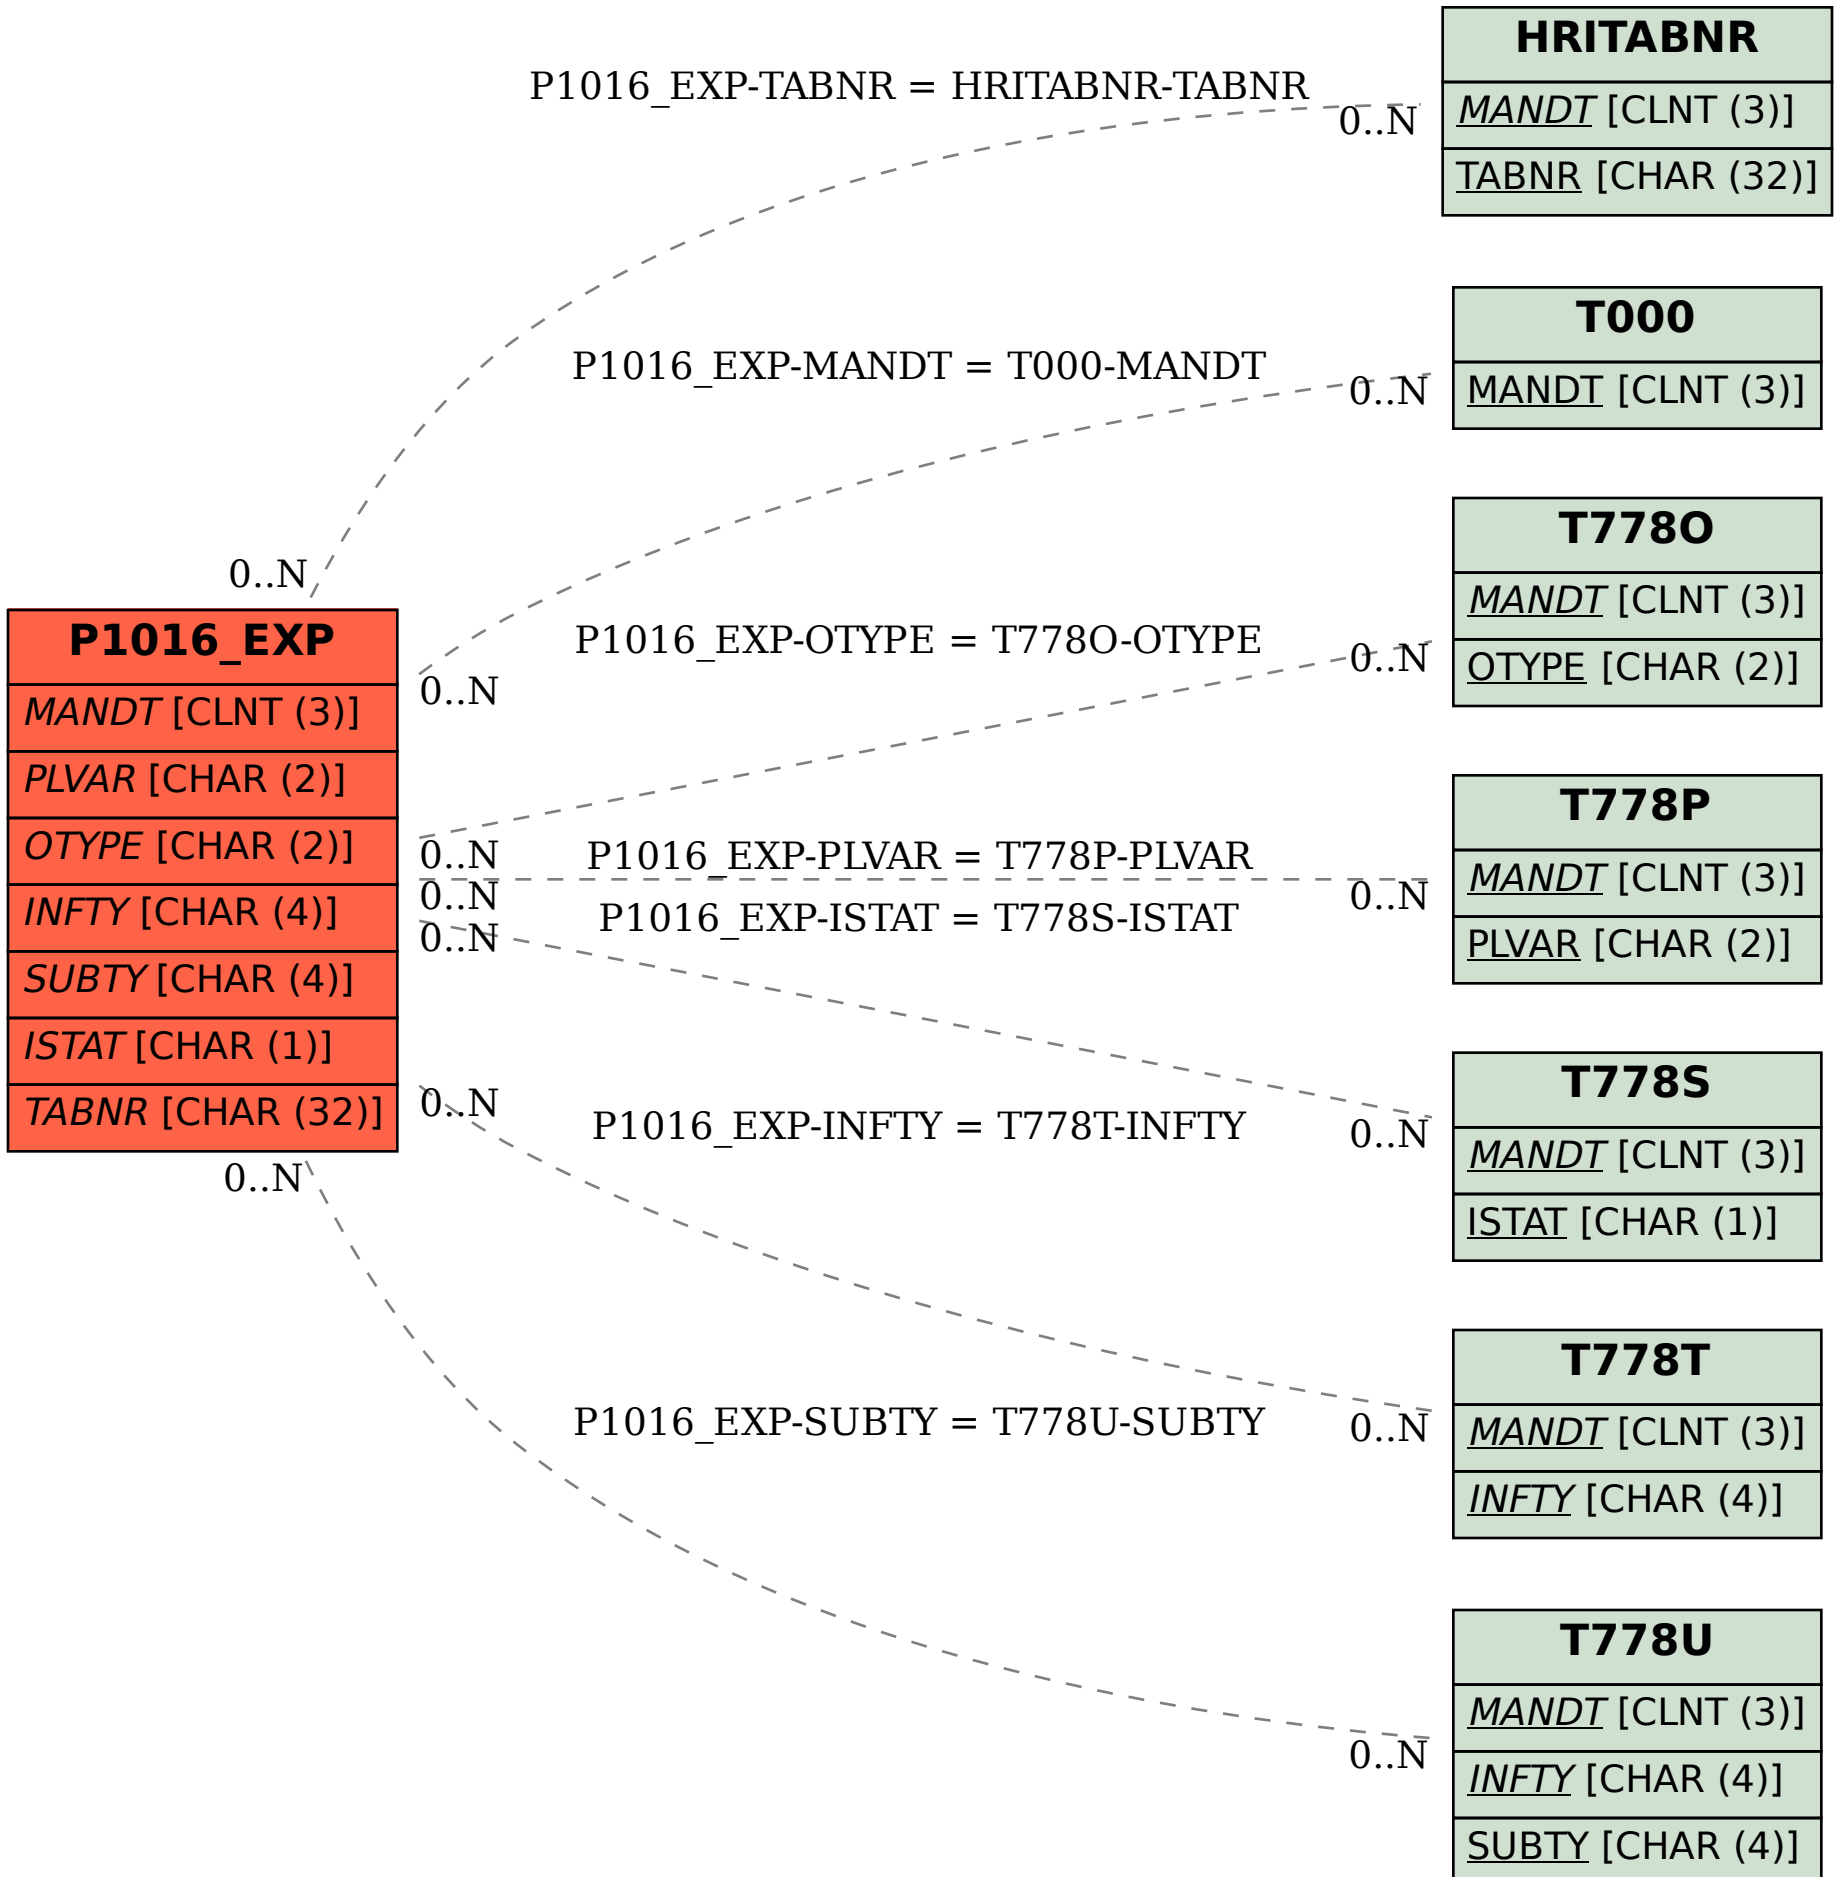 HRITABNR
MANDT [CLNT (3)]
TABNR [CHAR (32)]
P1016_EXP-TABNR = HRITABNR-TABNR
0..N
0..N
T000
MANDT [CLNT (3)]
P1016_EXP-MANDT = T000-MANDT
0..N
0..N
T778O
MANDT [CLNT (3)]
OTYPE [CHAR (2)]
P1016_EXP-OTYPE = T778O-OTYPE
0..N
0..N
P1016_EXP
MANDT [CLNT (3)]
PLVAR [CHAR (2)]
OTYPE [CHAR (2)]
INFTY [CHAR (4)]
SUBTY [CHAR (4)]
ISTAT [CHAR (1)]
TABNR [CHAR (32)]
P1016_EXP-PLVAR = T778P-PLVAR
0..N
0..N
T778P
MANDT [CLNT (3)]
PLVAR [CHAR (2)]
P1016_EXP-ISTAT = T778S-ISTAT
0..N
0..N
T778S
MANDT [CLNT (3)]
ISTAT [CHAR (1)]
P1016_EXP-INFTY = T778T-INFTY
0..N
0..N
T778T
MANDT [CLNT (3)]
INFTY [CHAR (4)]
P1016_EXP-SUBTY = T778U-SUBTY
0..N
0..N
T778U
MANDT [CLNT (3)]
INFTY [CHAR (4)]
SUBTY [CHAR (4)]